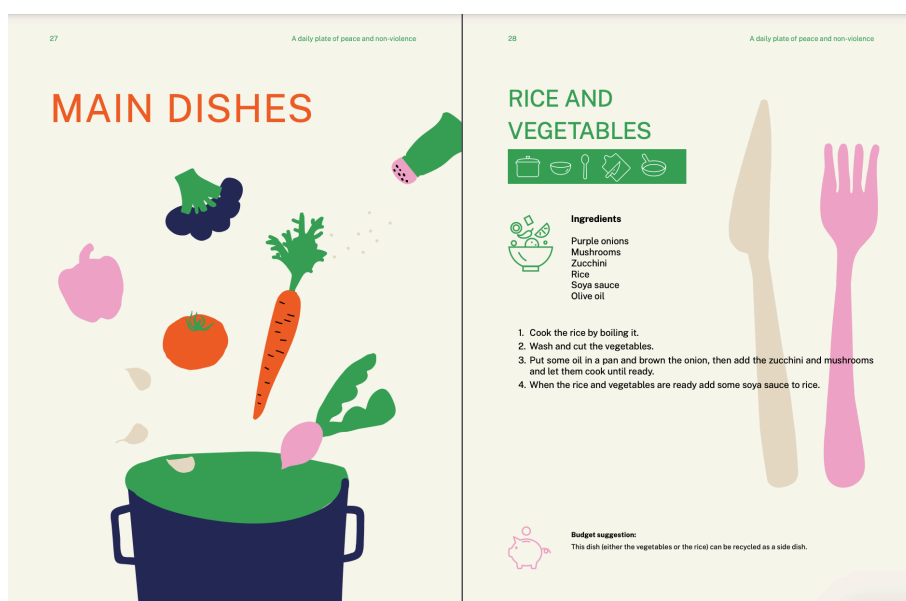 27
A daily plate of peace and non-violence
MAIN DISHES
28
A daily plate of peace and non-violence
RICE AND
VEGETABLES
Ingredients
Purple onions
Mushrooms
Zucchini
Rice
Soya sauce
Olive oil
1. Cook the rice by boiling it.
2. Wash and cut the vegetables.
3. Put some oil in a pan and brown the onion, then add the zucchini and mushrooms
and let them cook until ready.
4. When the rice and vegetables are ready add some soya sauce to rice.
Budget suggestion:
This dish (either the vegetables or the rice) can be recycled as a side dish.